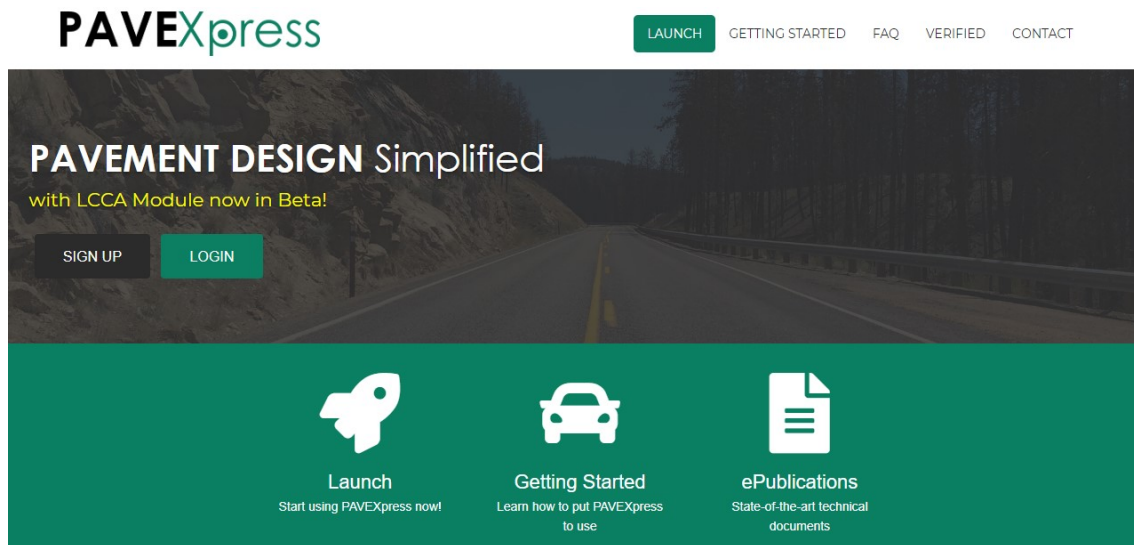 PAVEXpress
LAUNCH GETTING STARTED FAQ VERIFIED CONTACT
PAVEMENT DESIGN Simplified
with LCCA Module now in Beta!
SIGN UP LOGIN
Launch
Start using PAVEXpress now!
Getting Started
Learn how to put PAVEXpress
to use
ePublications
State-of-the-art technical
documents